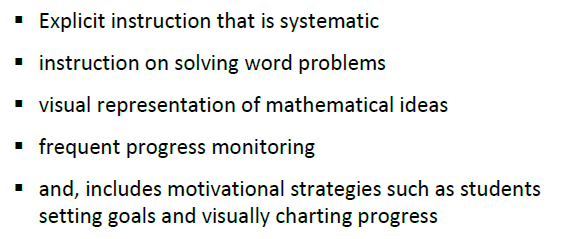 ▪ Explicit instruction that is systematic
▪ instruction on solving word problems
▪ visual representation of mathematical ideas
▪ frequent progress monitoring
▪ and, includes motivational strategies such as students
setting goals and visually charting progress